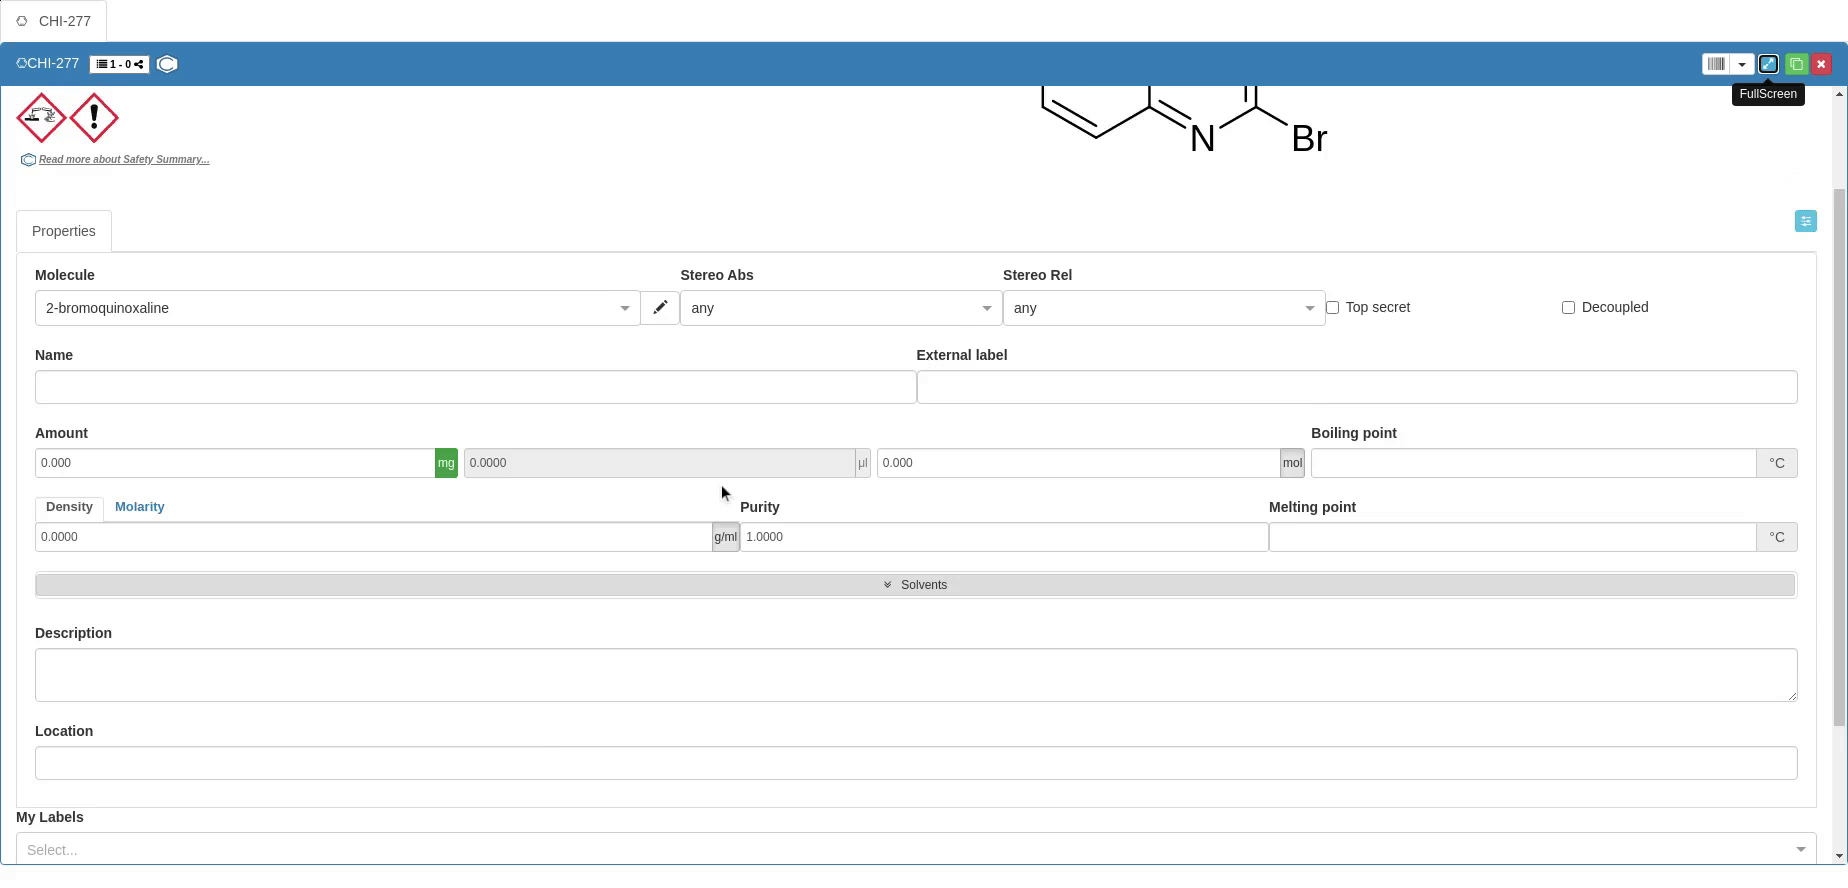 CHI-277
CHI-277 1 - 0
FullScreen
N Br
Read more about Safety Summary...
Properties
Molecule Stereo Abs Stereo Rel
2-bromoquinoxaline any any Top secret Decoupled
Name External label
Amount Boiling point
0.000 mg 0.0000 µl 0.000 mol °C
Density Molarity Purity Melting point
0.0000 g/ml 1.0000 °C
Solvents
Description
Location
My Labels
Select...